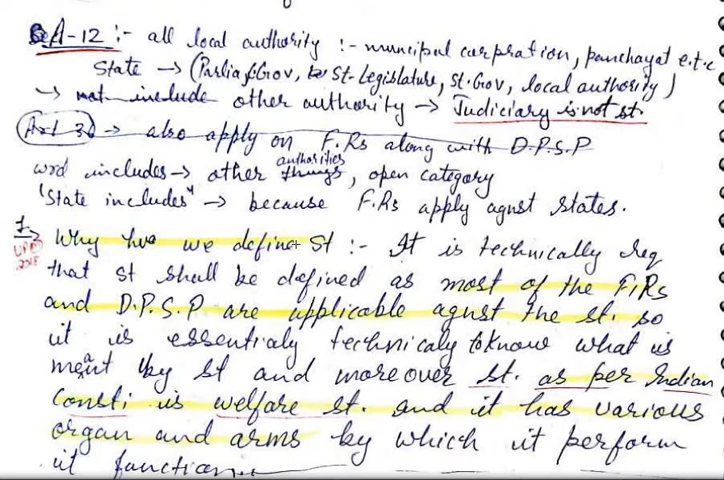 A-12 :- all local authority :- muncipal corpration, panchayat e.t.c
State → (Parlia, Gov, St-Legislature, St. Gov, local authority)
→ not include other authority → Judiciary is not st.
Art 36 → also apply on F.Rs along with D.P.S.P
word includes → other things authorities, open category
"State includes" → because F.Rs apply agnst states.
1 → Why we define St :- It is technically req
that st shall be defined as most of the F.Rs
and D.P.S.P are applicable agnst the st. so
it is essentialy technicaly to know what is
meant by St and moreover st. as per Indian
Consti is welfare st. and it has various
organ and arms by which it perform
it function